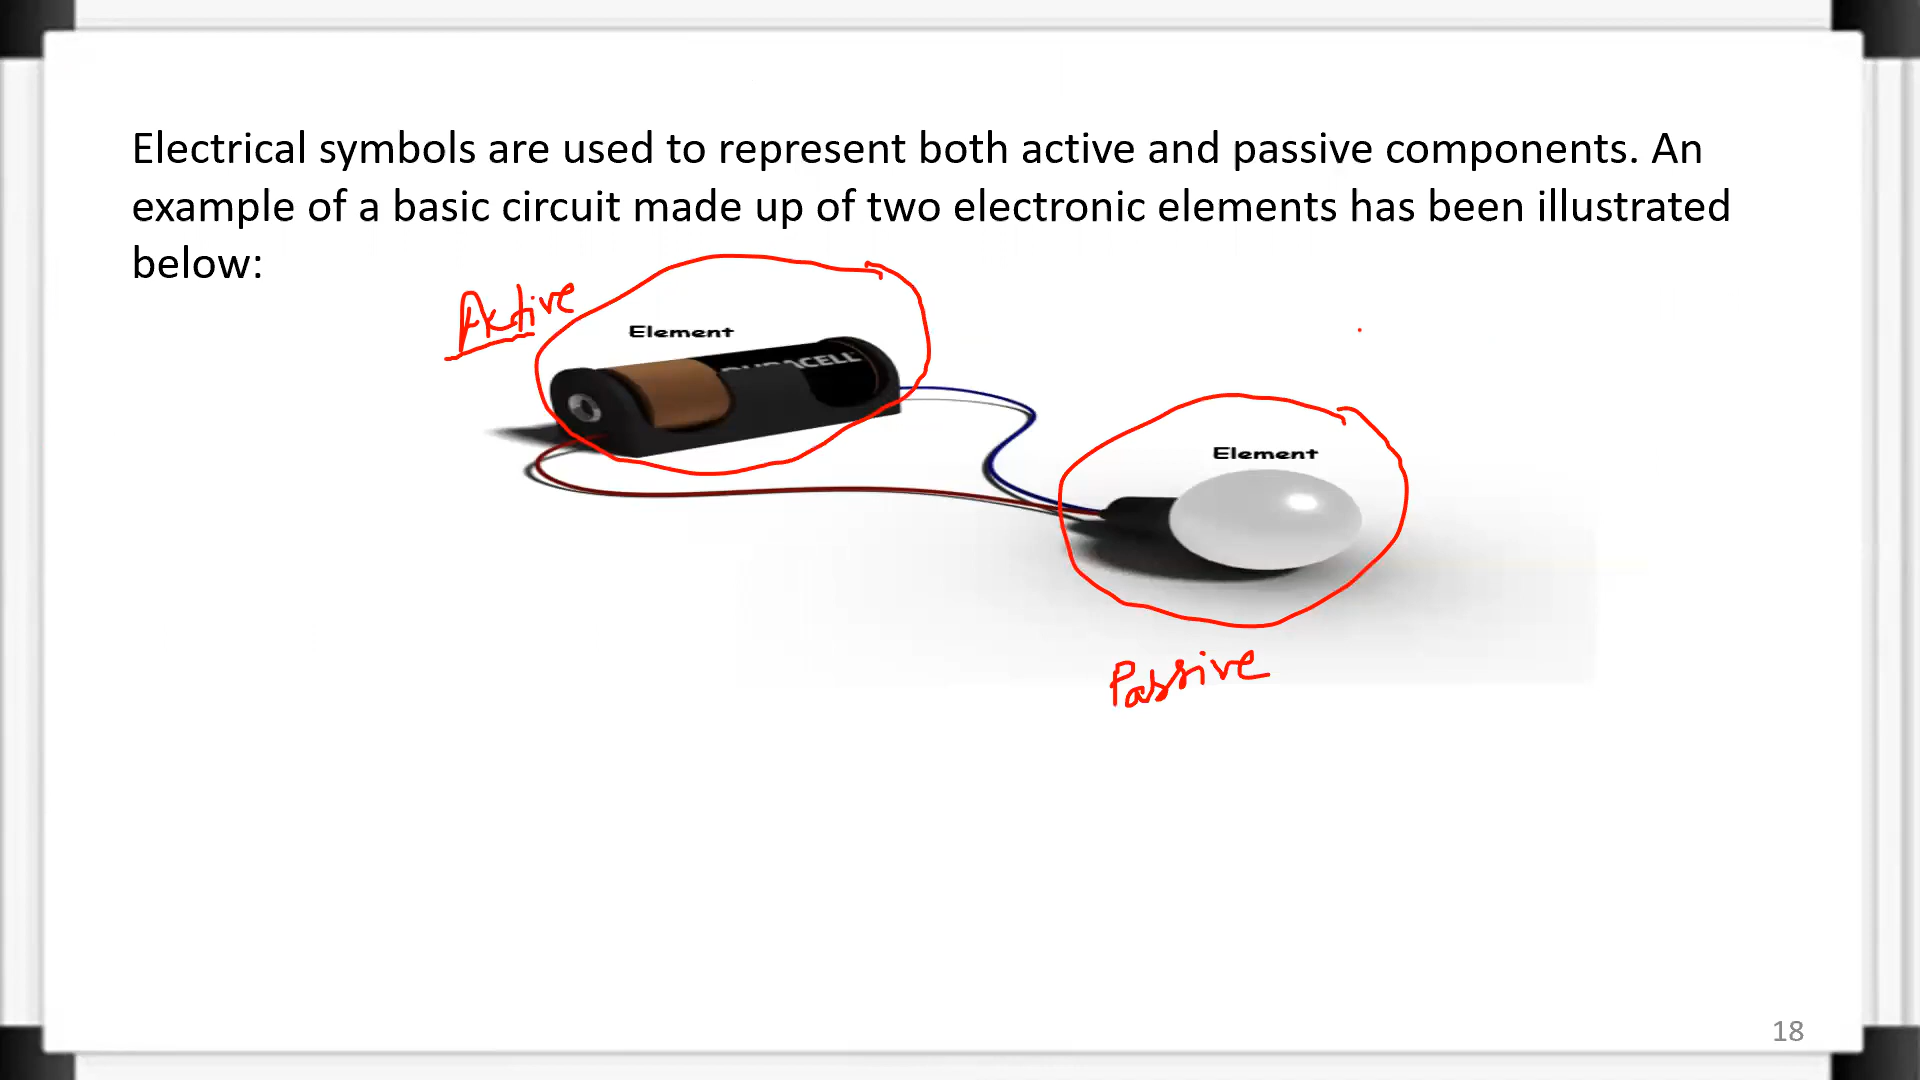 Electrical symbols are used to represent both active and passive components. An
example of a basic circuit made up of two electronic elements has been illustrated
below:
Active
Element
DURACELL
Element
Passive
18